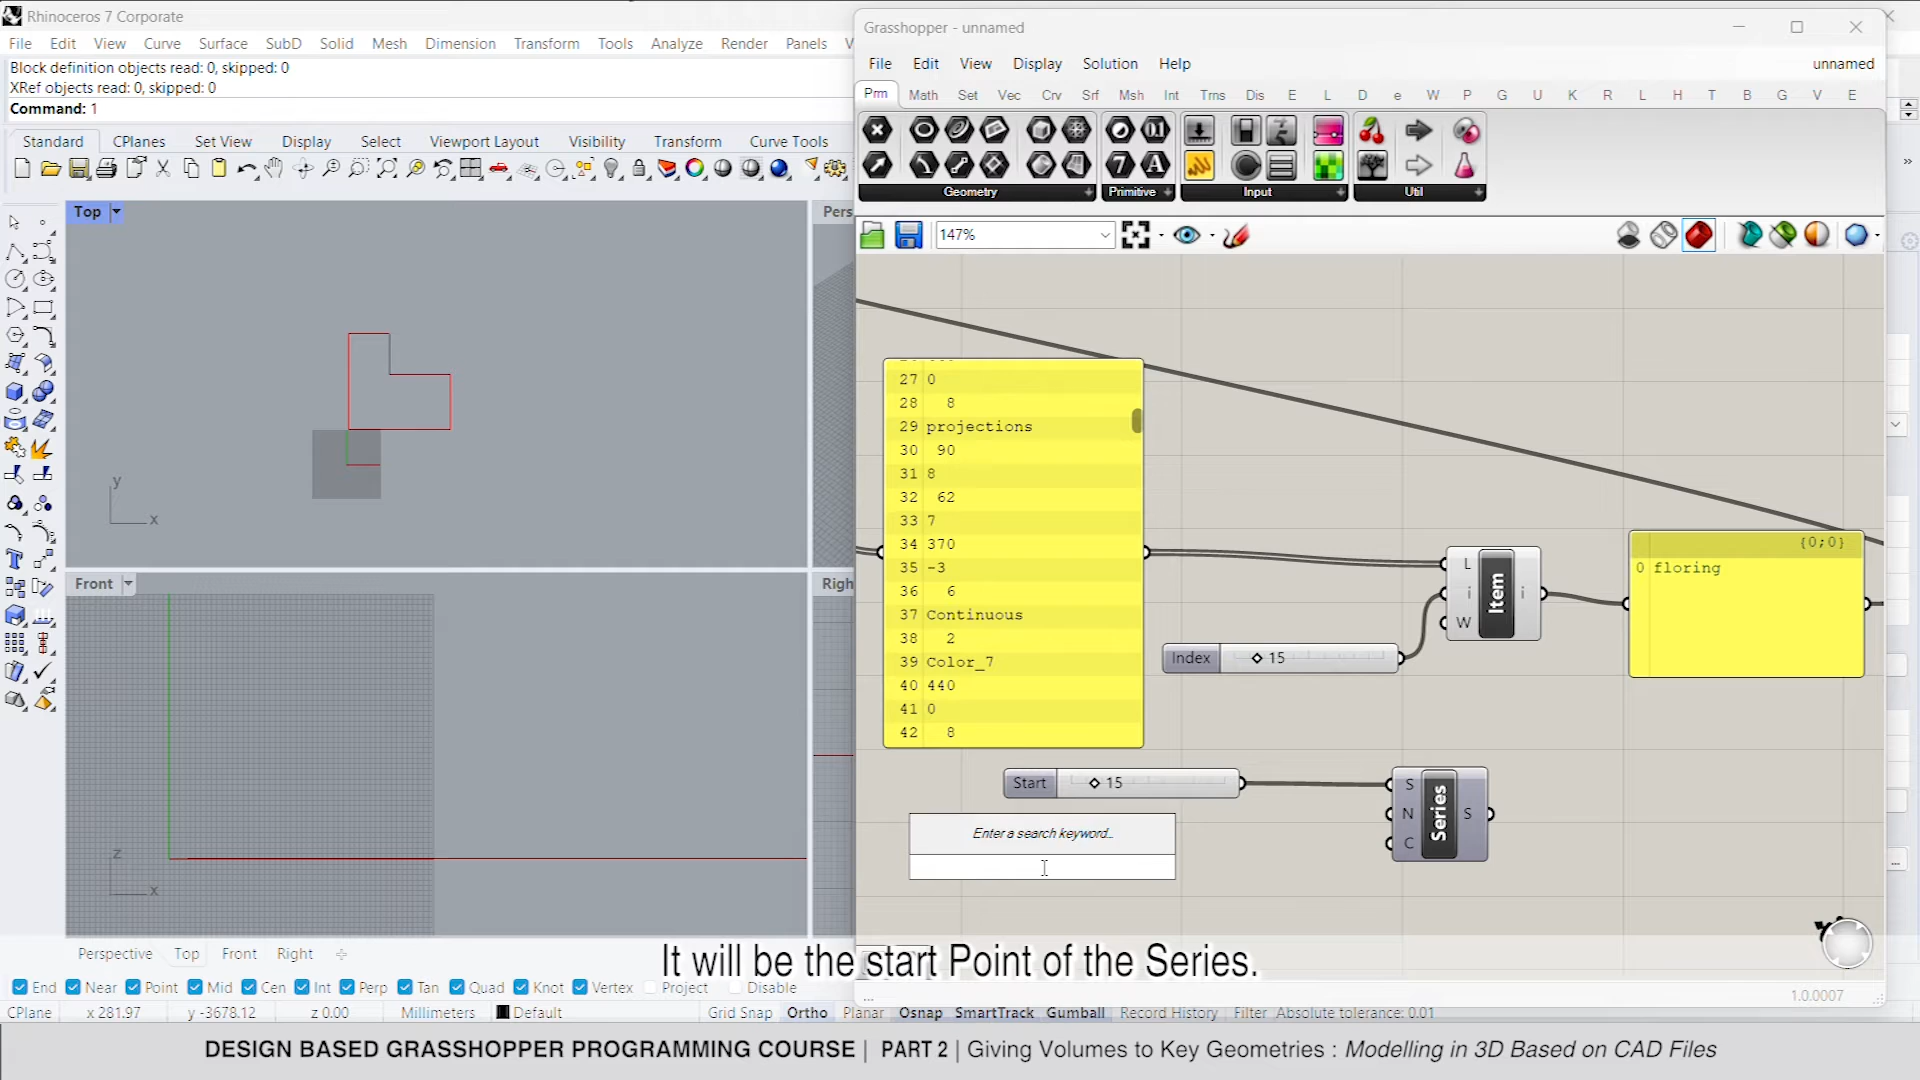 Rhinoceros 7 Corporate
File Edit View Curve Surface SubD Solid Mesh Dimension Transform Tools Analyze Render Panels V
Block definition objects read: 0, skipped: 0
XRef objects read: 0, skipped: 0
Command: 1
Standard CPlanes Set View Display Select Viewport Layout Visibility Transform Curve Tools
Top
Pers
y
x
Front
Righ
z
x
Perspective Top Front Right
End Near Point Mid Cen Int Perp Tan Quad Knot Vertex Project Disable
CPlane x 281.97 y -3678.12 z 0.00 Millimeters Default Grid Snap Ortho Planar Osnap SmartTrack Gumball Record History Filter Absolute tolerance: 0.01
Grasshopper - unnamed
File Edit View Display Solution Help unnamed
Prm Math Set Vec Crv Srf Msh Int Trns Dis E L D e W P G U K R L H T B G V E
Geometry Primitive Input Util
147%
27 0
28 8
29 projections
30 90
31 8
32 62
33 7
34 370
35 -3
36 6
37 Continuous
38 2
39 Color_7
40 440
41 0
42 8
L
i Item i
W
Index 15
{0;0}
0 floring
Start 15
S
N Series S
C
Enter a search keyword...
...
1.0.0007
It will be the start Point of the Series.
DESIGN BASED GRASSHOPPER PROGRAMMING COURSE | PART 2 | Giving Volumes to Key Geometries : Modelling in 3D Based on CAD Files